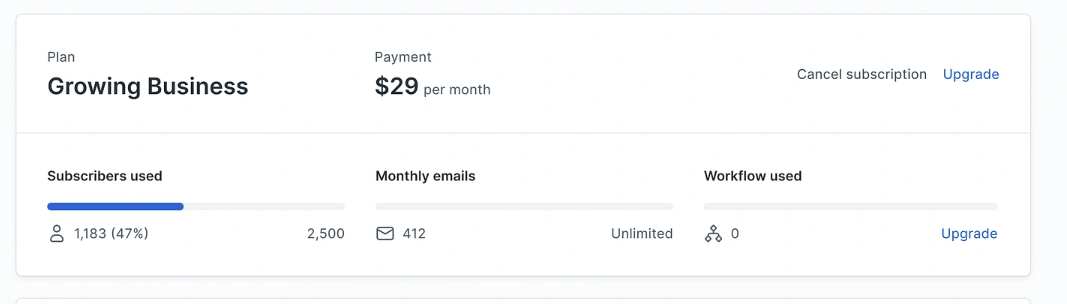 Plan
Growing Business
Payment
$29 per month
Cancel subscription
Upgrade
Subscribers used
1,183 (47%)
2,500
Monthly emails
412
Unlimited
Workflow used
0
Upgrade